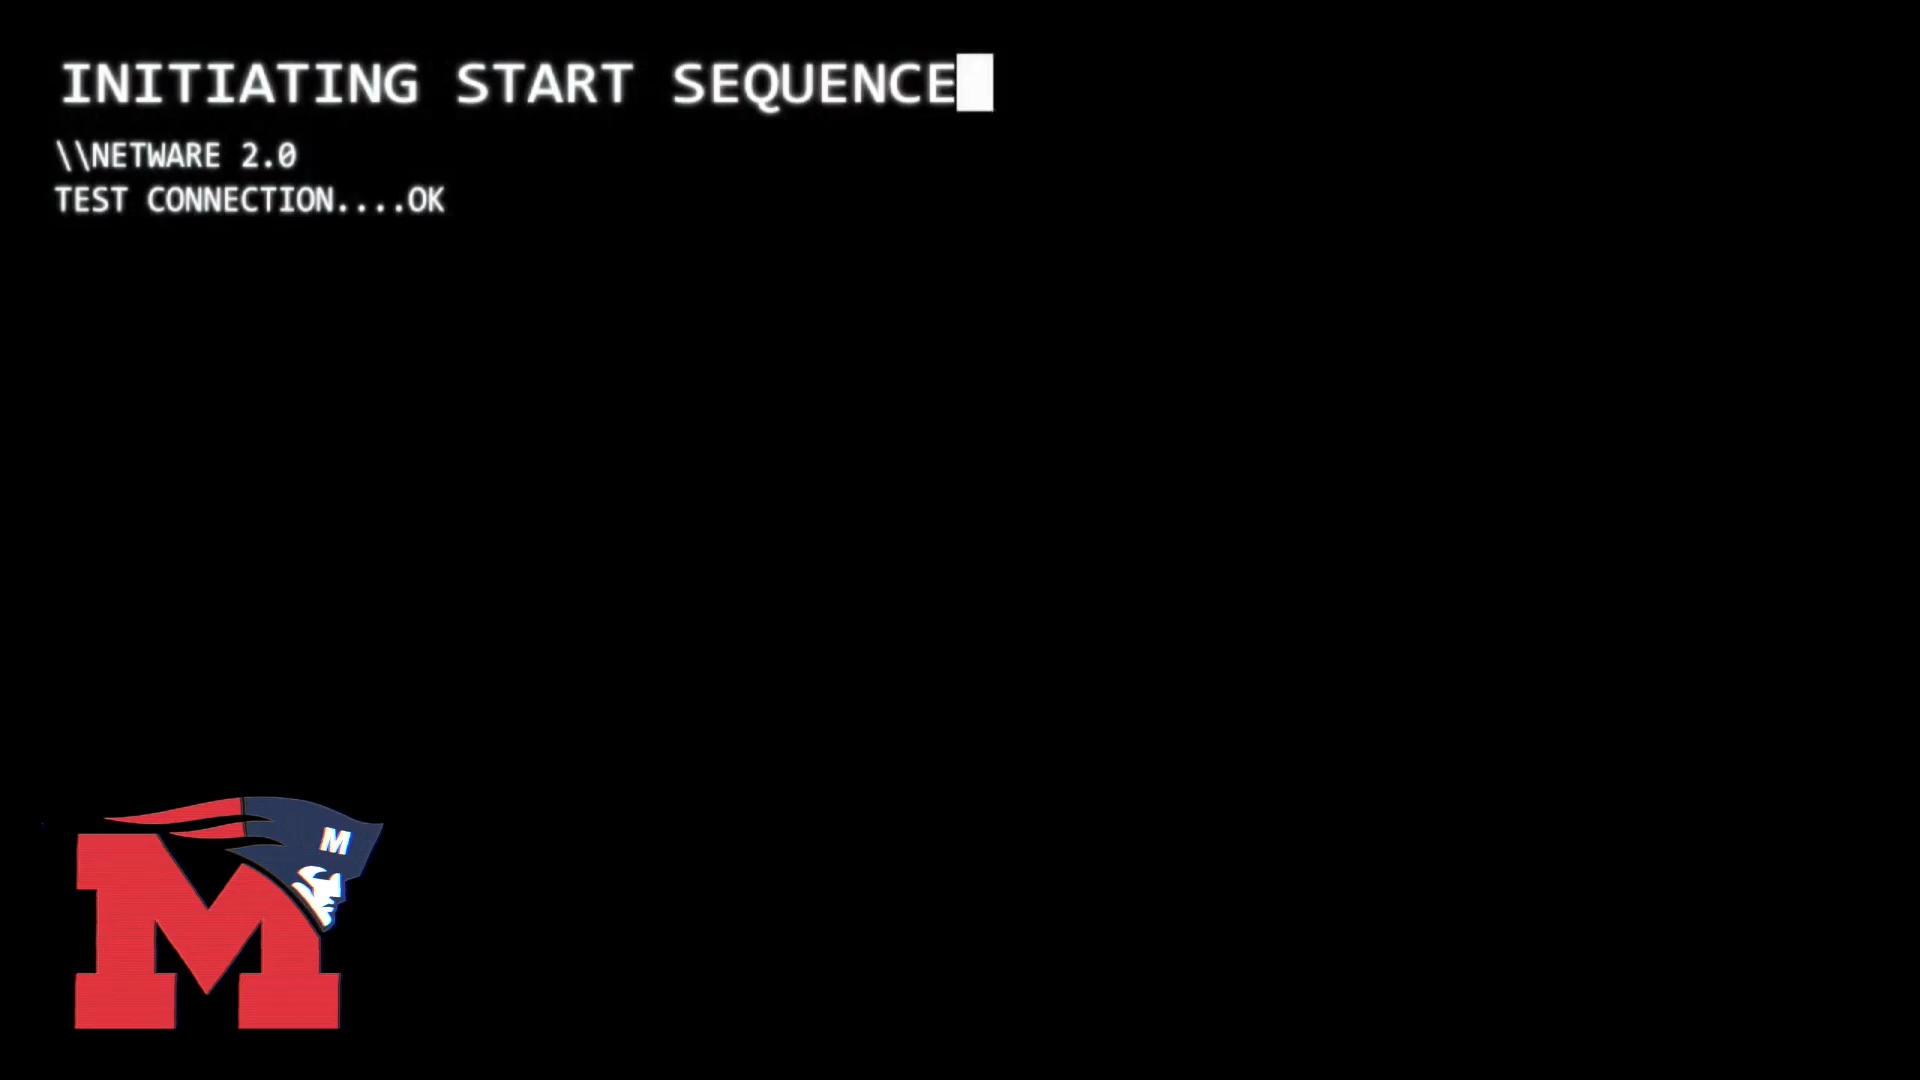 INITIATING START SEQUENCE
\\NETWARE 2.0
TEST CONNECTION....OK
M
M